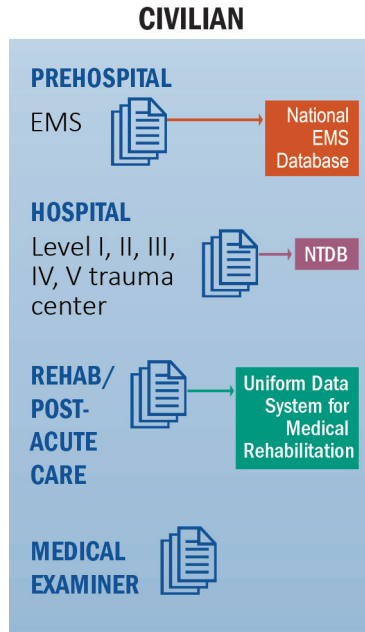 CIVILIAN
PREHOSPITAL
EMS
National
EMS
Database
HOSPITAL
Level I, II, III,
IV, V trauma
center
NTDB
REHAB/
POST-
ACUTE
CARE
Uniform Data
System for
Medical
Rehabilitation
MEDICAL
EXAMINER